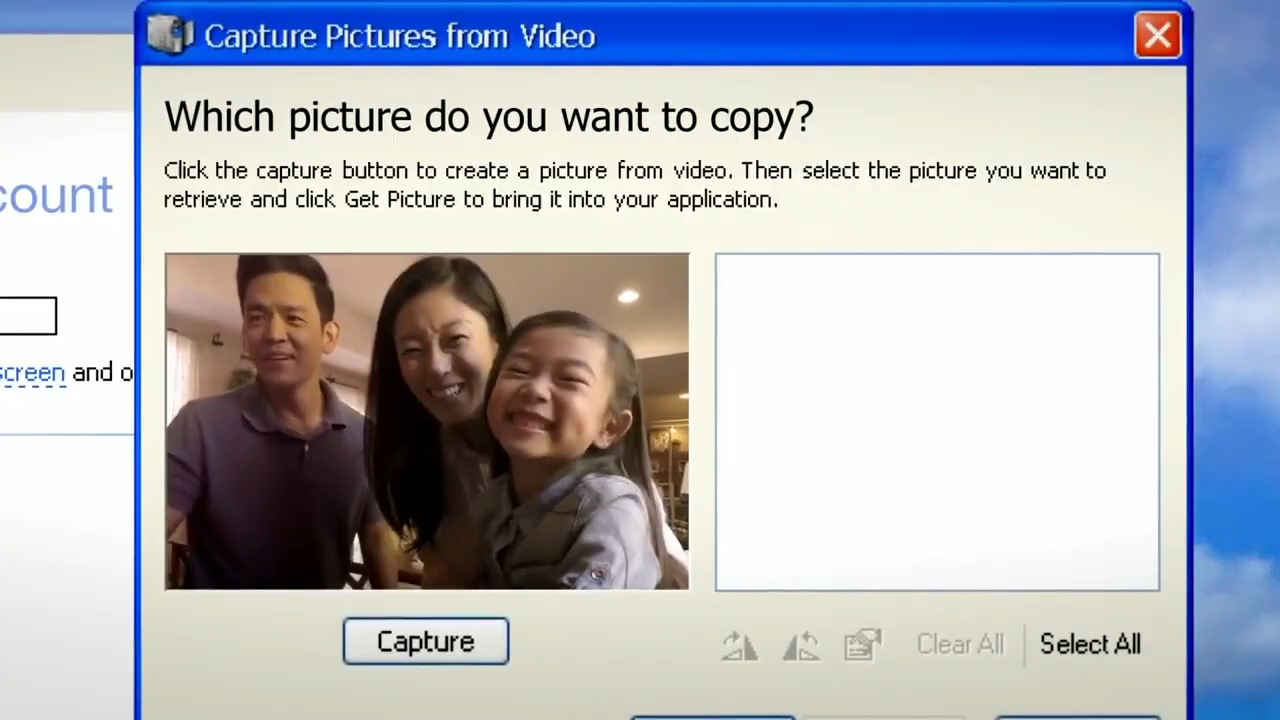 Capture Pictures from Video
Which picture do you want to copy?
Click the capture button to create a picture from video. Then select the picture you want to
retrieve and click Get Picture to bring it into your application.
count
screen and o
Capture
Clear All
Select All